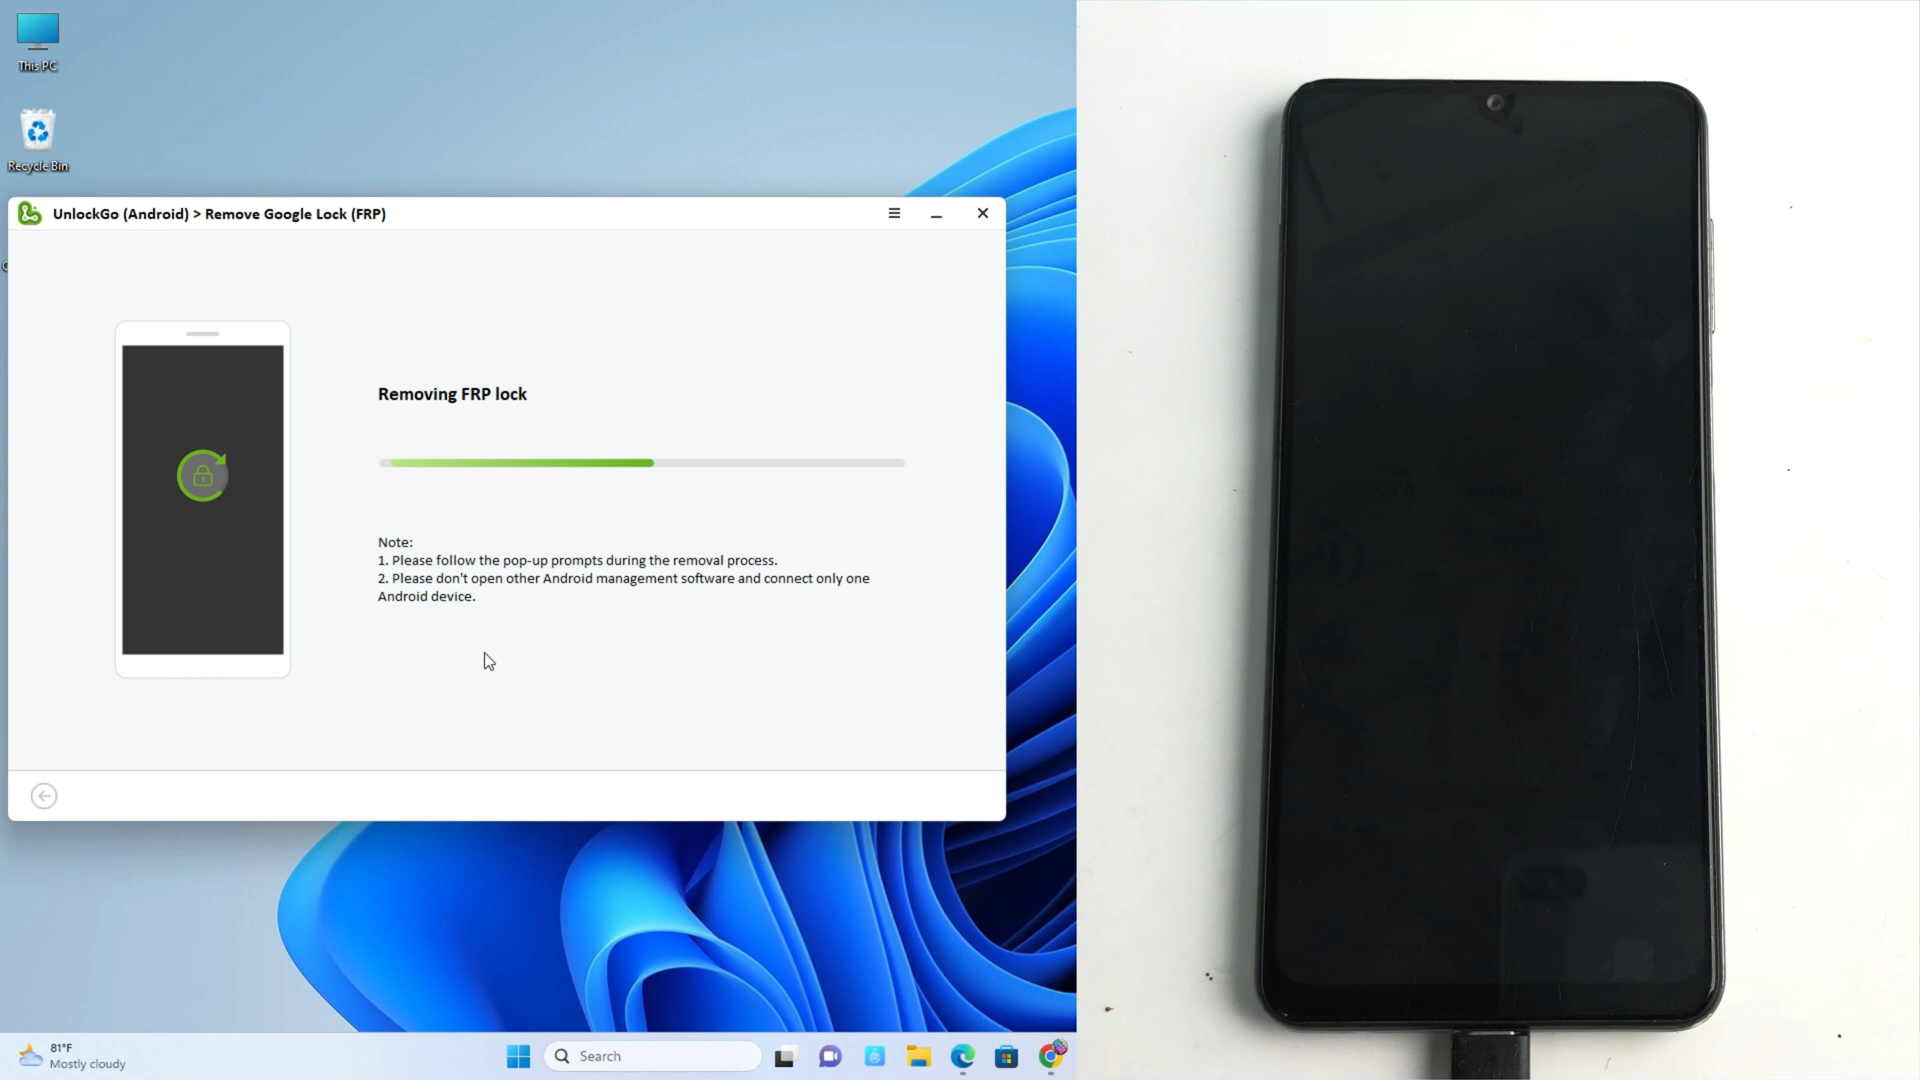 This PC
Recycle Bin
UnlockGo (Android) > Remove Google Lock (FRP)
Removing FRP lock
Note:
1. Please follow the pop-up prompts during the removal process.
2. Please don't open other Android management software and connect only one
Android device.
81°F
Mostly cloudy
Search